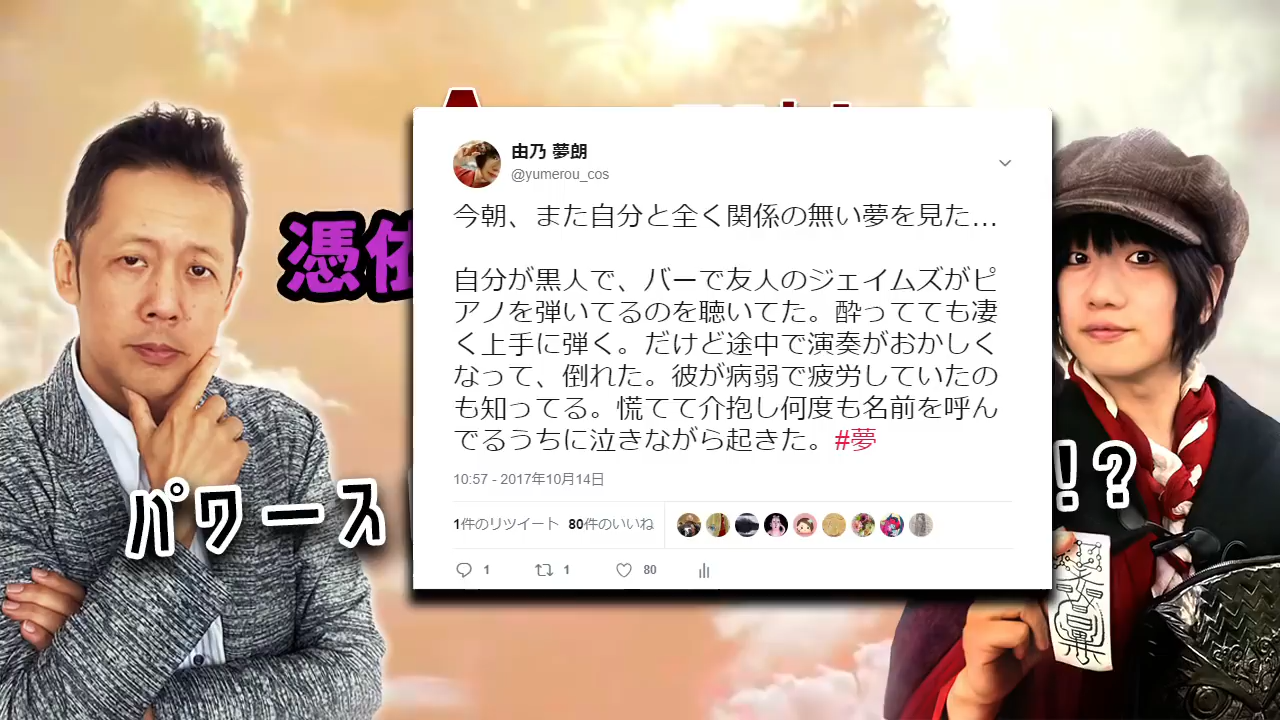 由乃 夢朗
@yumerou_cos
今朝、また自分と全く関係の無い夢を見た…
自分が黒人で、バーで友人のジェイムズがピ
アノを弾いてるのを聴いてた。酔ってても凄
く上手に弾く。だけど途中で演奏がおかしく
なって、倒れた。彼が病弱で疲労していたの
も知ってる。慌てて介抱し何度も名前を呼ん
でるうちに泣きながら起きた。#夢
10:57 - 2017年10月14日
1件のリツイート 80件のいいね
1 1 80
憑依
パワース
!?